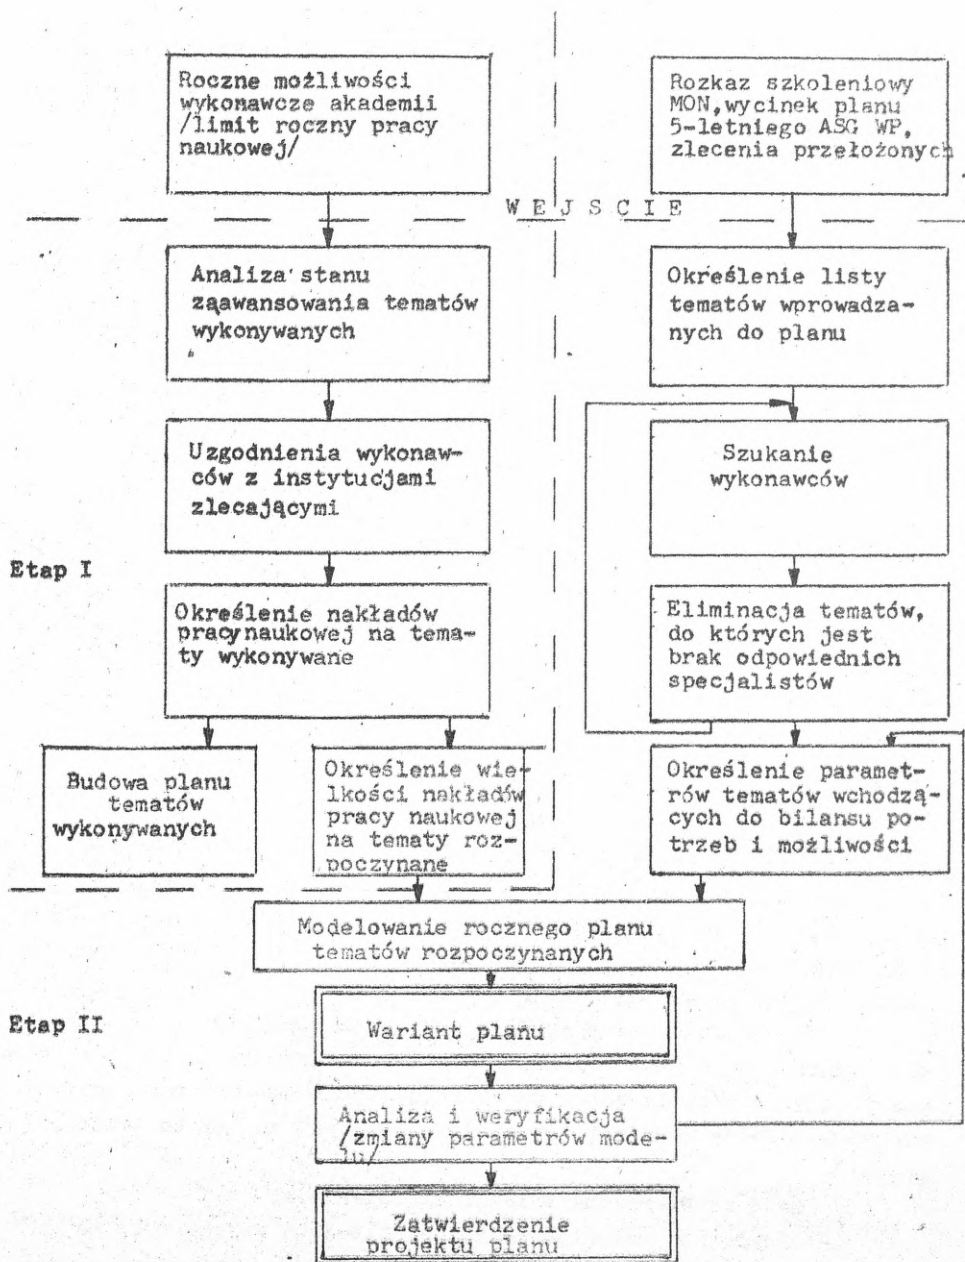 Roczne możliwości
wykonawcze akademii
/limit roczny pracy
naukowej/
Rozkaz szkoleniowy
MON,wycinek planu
5-letniego ASG WP,
zlecenia przełożonych
W E J S C I E
Analiza stanu
ząawansowania tematów
wykonywanych
Określenie listy
tematów wprowadza-
nych do planu
Uzgodnienia wykonaw-
ców z instytucjami
zlecającymi
Szukanie
wykonawców
Etap I
Określenie nakładów
pracynaukowej na tema-
ty wykonywane
Eliminacja tematów,
do których jest
brak odpowiednich
specjalistów
Budowa planu
tematów
wykonywanych
Określenie wie-
lkości nakładów
pracy naukowej
na tematy roz-
poczynane
Określenie paramet-
rów tematów wchodzą-
cych do bilansu po-
trzeb i możliwości
Modelowanie rocznego planu
tematów rozpoczynanych
Etap II
Wariant planu
Analiza i weryfikacja
/zmiany parametrów mode-
lu/
Zatwierdzenie
projektu planu